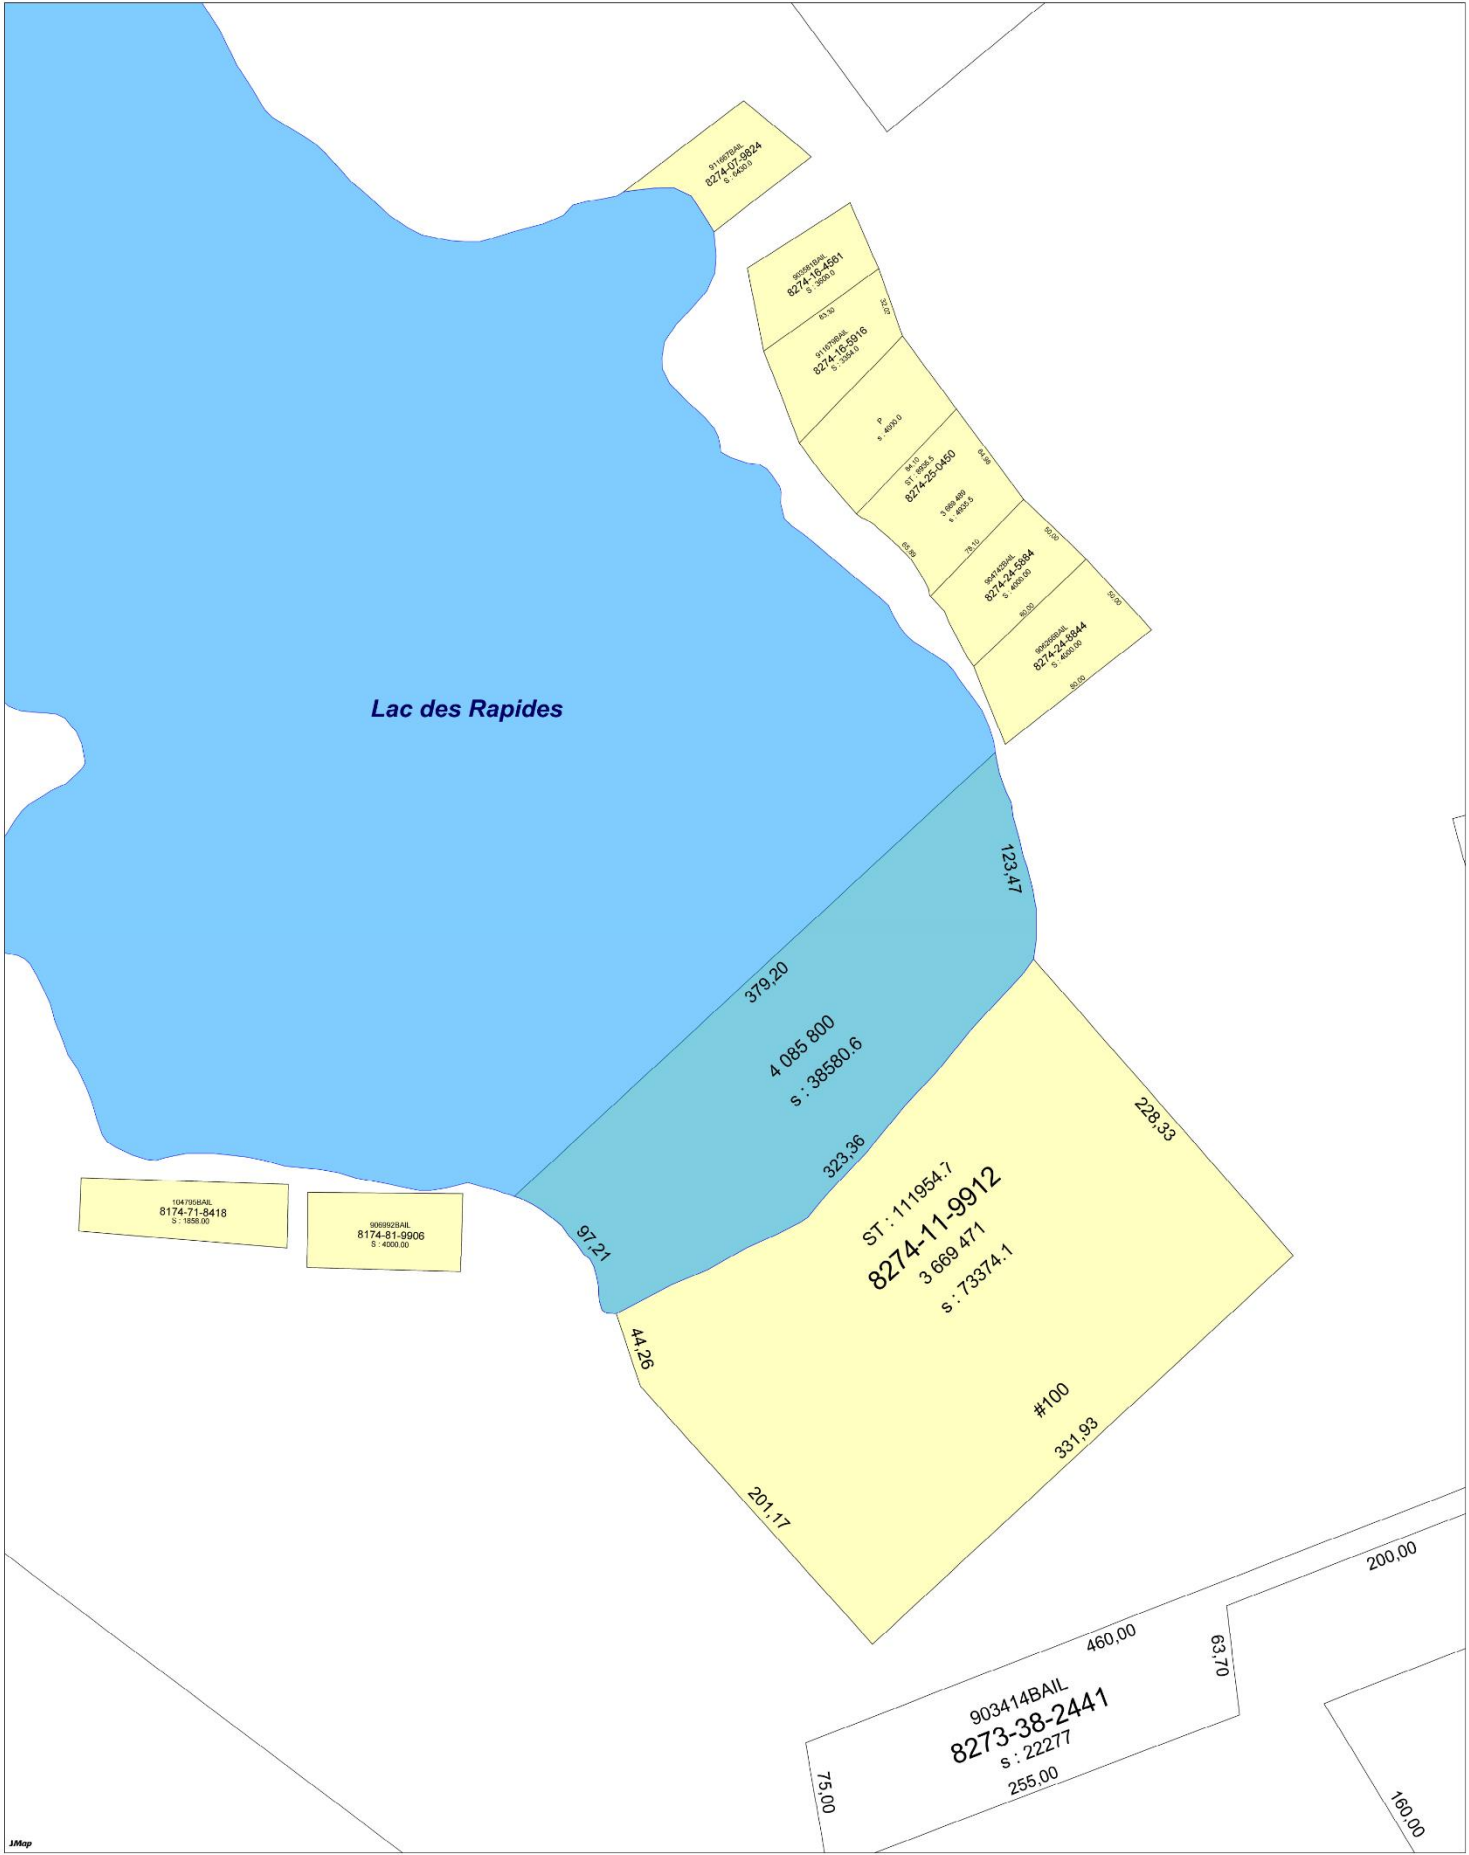 911667BAIL
8274-07-9824
S : 6430.0
903581BAIL
8274-16-4561
S : 3600.0
83,30
32,07
911679BAIL
8274-16-5916
S : 3354.0
P
s : 4000.0
84,10
ST : 8935.5
8274-25-0450
64,98
3 669 489
s : 4935.5
65,89
78,10
50,00
904742BAIL
8274-24-5884
S : 4000.00
80,00
50,00
906266BAIL
8274-24-8844
S : 4000.00
80,00
Lac des Rapides
123,47
379,20
4 085 800
s : 38580.6
323,36
228,33
97,21
104795BAIL
8174-71-8418
S : 1858.00
906992BAIL
8174-81-9906
S : 4000.00
ST : 111954.7
8274-11-9912
3 669 471
s : 73374.1
44,26
#100
331,93
201,17
200,00
460,00
63,70
903414BAIL
8273-38-2441
s : 22277
255,00
75,00
160,00
JMap